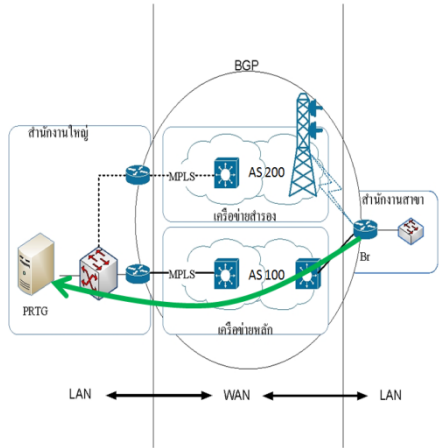 BGP
สำนักงานใหญ่
MPLS
AS 200
เครือข่ายสำรอง
สำนักงานสาขา
MPLS
AS 100
Br
PRTG
เครือข่ายหลัก
LAN
WAN
LAN